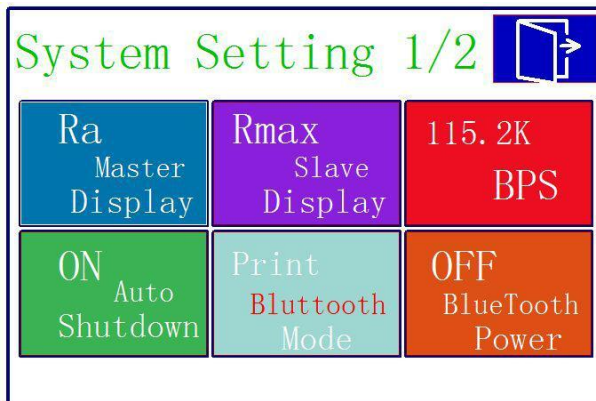 System Setting 1/2
Ra
Master
Display
Rmax
Slave
Display
115.2K
BPS
ON
Auto
Shutdown
Print
Bluttooth
Mode
OFF
BlueTooth
Power